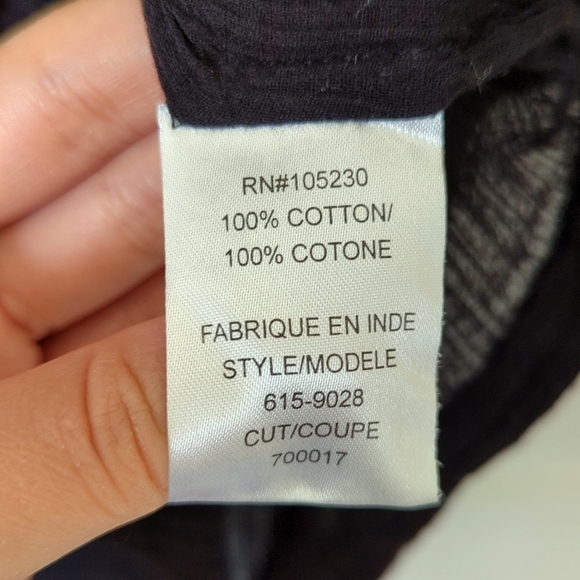 RN#105230
100% COTTON/
100% COTONE
FABRIQUE EN INDE
STYLE/MODELE
615-9028
CUT/COUPE
700017